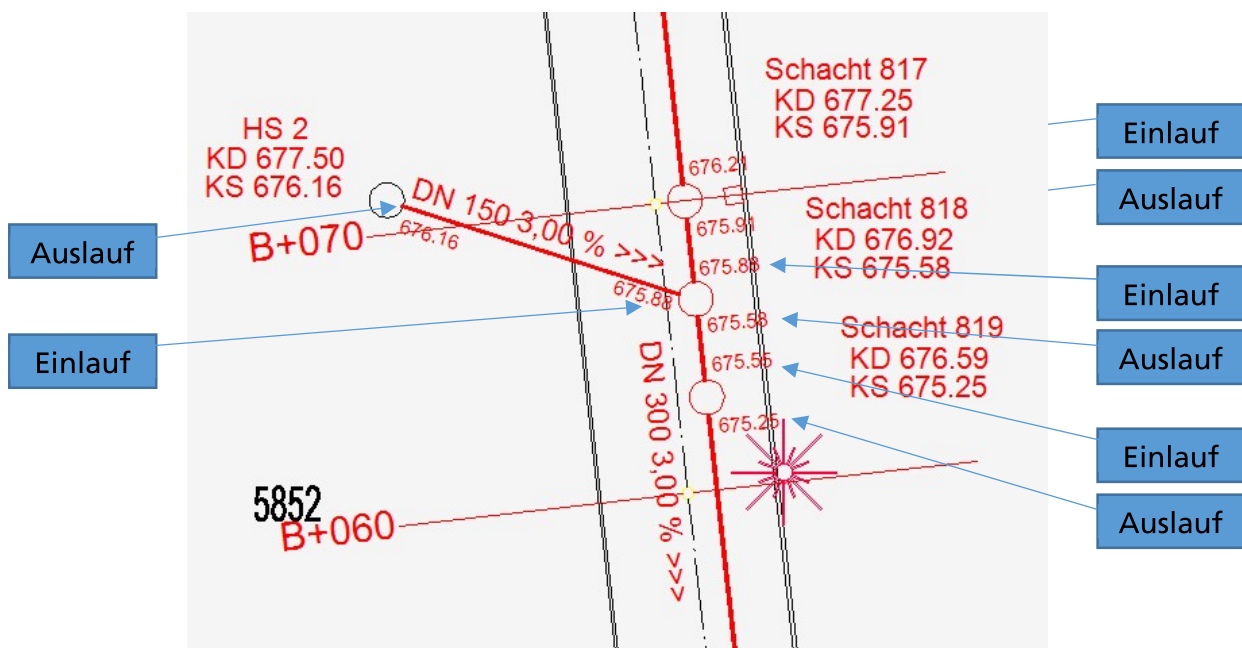 Schacht 817
KD 677.25
KS 675.91
Einlauf
HS 2
KD 677.50
KS 676.16
DN 150 3,00 % >>>
676.21
Auslauf
Schacht 818
KD 676.92
KS 675.58
675.91
B+070
676.16
Auslauf
675.88
675.88
Einlauf
675.58
Schacht 819
KD 676.59
KS 675.25
Auslauf
Einlauf
675.55
DN 300 3,00 % >>>
675.25
Einlauf
5852
B+060
Auslauf